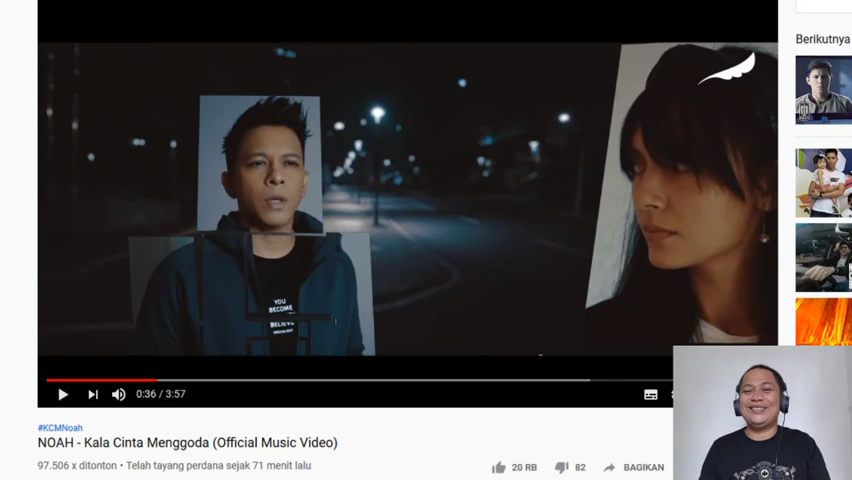 Berikutnya
YOU
BECOME
BELIEVE
0:36 / 3:57
#KCMNoah
NOAH - Kala Cinta Menggoda (Official Music Video)
97.506 x ditonton • Telah tayang perdana sejak 71 menit lalu
20 RB
82
BAGIKAN